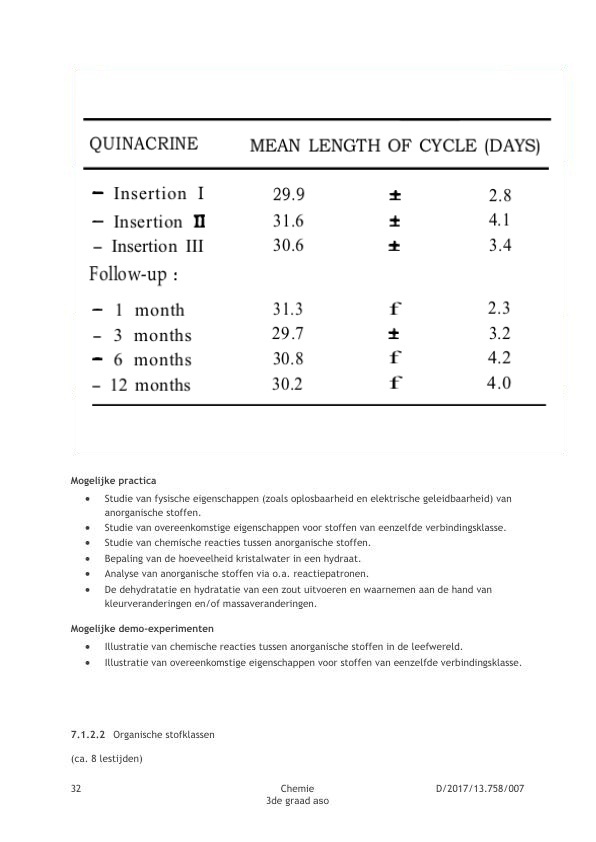 QUINACRINE MEAN LENGTH OF CYCLE (DAYS)
– Insertion I 29.9 ± 2.8
– Insertion II 31.6 ± 4.1
– Insertion III 30.6 ± 3.4
Follow-up :
– 1 month 31.3 f 2.3
– 3 months 29.7 ± 3.2
– 6 months 30.8 f 4.2
– 12 months 30.2 f 4.0
Mogelijke practica
• Studie van fysische eigenschappen (zoals oplosbaarheid en elektrische geleidbaarheid) van
anorganische stoffen.
• Studie van overeenkomstige eigenschappen voor stoffen van eenzelfde verbindingsklasse.
• Studie van chemische reacties tussen anorganische stoffen.
• Bepaling van de hoeveelheid kristalwater in een hydraat.
• Analyse van anorganische stoffen via o.a. reactiepatronen.
• De dehydratatie en hydratatie van een zout uitvoeren en waarnemen aan de hand van
kleurveranderingen en/of massaveranderingen.
Mogelijke demo-experimenten
• Illustratie van chemische reacties tussen anorganische stoffen in de leefwereld.
• Illustratie van overeenkomstige eigenschappen voor stoffen van eenzelfde verbindingsklasse.
7.1.2.2 Organische stofklassen
(ca. 8 lestijden)
32 Chemie D/2017/13.758/007
3de graad aso